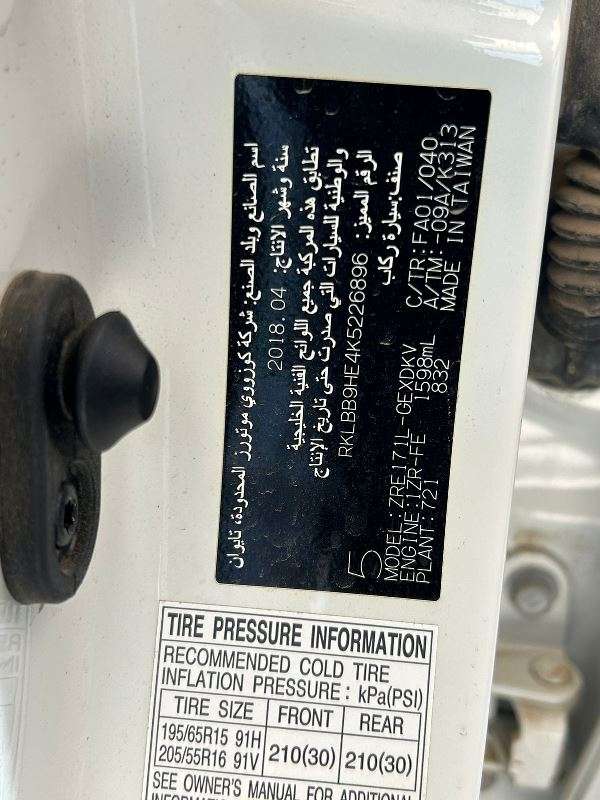 اسم الصانع وبلد الصنع: شركة كوزووي موتورز المحدودة، تايوان
سنة وشهر الإنتاج: 2018.04
تطابق هذه المركبة جميع اللوائح الفنية الخليجية
والوطنية للسيارات التي صدرت حتى تاريخ الإنتاج
الرقم المميز: RKLBB9HE4K5226896
صنف:سيارة ركاب
5
MODEL:ZRE171L-GEXDKV C/TR:FA01/040
ENGINE:1ZR-FE 1598mL A/TM:-09A/K313
PLANT:721 832 MADE IN TAIWAN
TIRE PRESSURE INFORMATION
RECOMMENDED COLD TIRE
INFLATION PRESSURE : kPa(PSI)
TIRE SIZE FRONT REAR
195/65R15 91H
205/55R16 91V
210(30) 210(30)
SEE OWNER'S MANUAL FOR ADDITIONAL